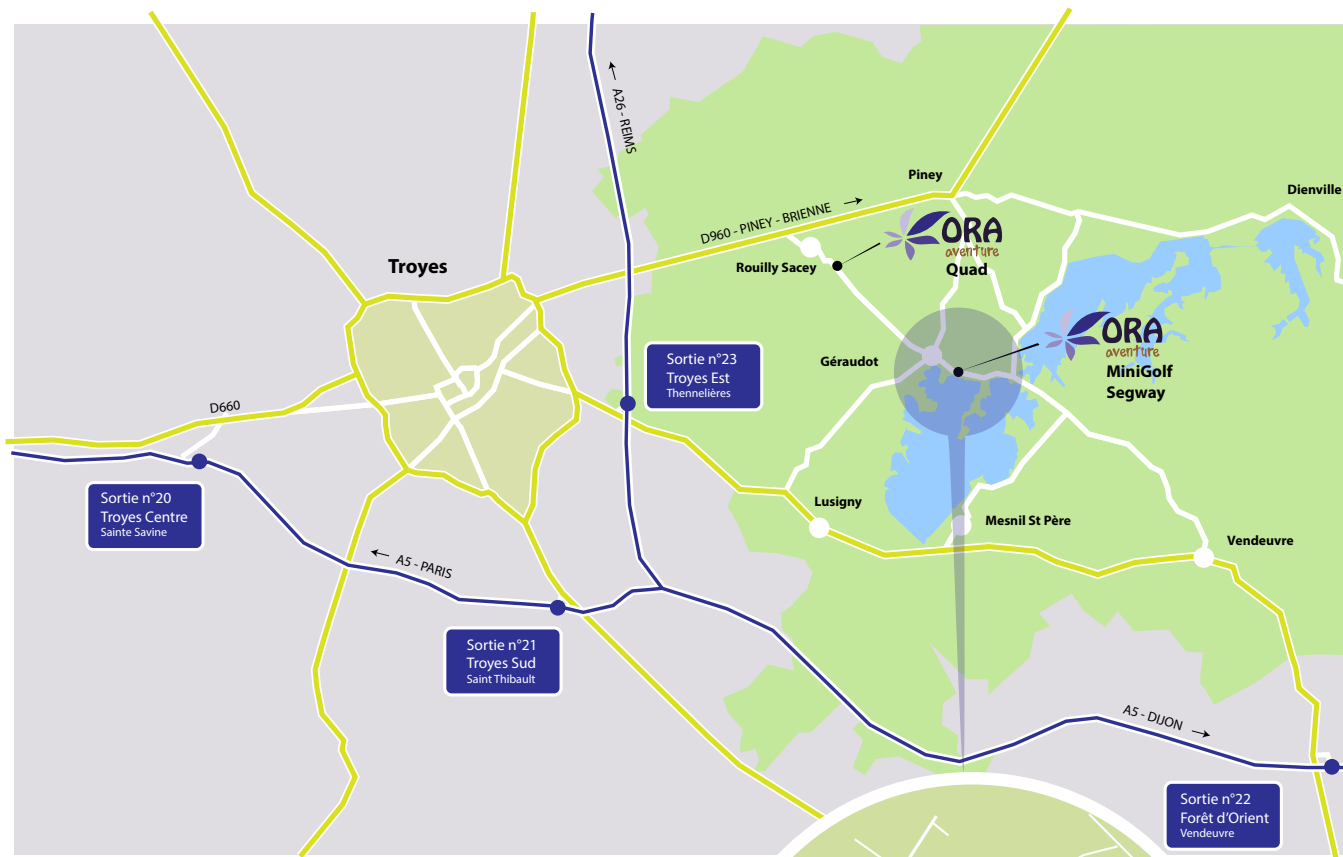 A26 - REIMS
Piney
Dienville
D960 - PINEY - BRIENNE
ORA
aventure
Quad
Troyes
Rouilly Sacey
ORA
aventure
MiniGolf
Segway
Géraudot
Sortie n°23
Troyes Est
Thennelières
D660
Sortie n°20
Troyes Centre
Sainte Savine
Lusigny
Mesnil St Père
Vendeuvre
A5 - PARIS
Sortie n°21
Troyes Sud
Saint Thibault
A5 - DIJON
Sortie n°22
Forêt d'Orient
Vendeuvre